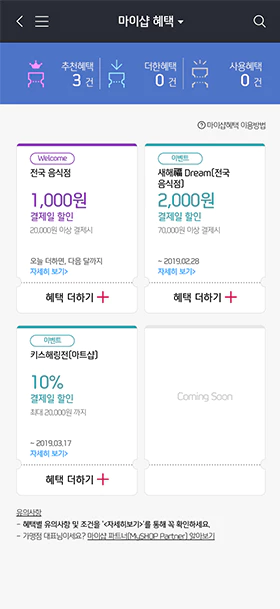 마이샵 혜택
추천혜택 더한혜택 사용혜택
3 건 0 건 0 건
? 마이샵혜택 이용방법
Welcome
전국 음식점
1,000원
결제일 할인
20,000원 이상 결제시
오늘 더하면, 다음 달까지
자세히 보기>
혜택 더하기 +
이벤트
새해福 Dream(전국
음식점)
2,000원
결제일 할인
70,000원 이상 결제시
~ 2019.02.28
자세히 보기>
혜택 더하기 +
이벤트
키스해링전(아트샵)
10%
결제일 할인
최대 20,000원 까지
~ 2019.03.17
자세히 보기>
혜택 더하기 +
Coming Soon
유의사항
- 혜택별 유의사항 및 조건을 '<자세히보기>'를 통해 꼭 확인하세요.
- 가맹점 대표님이세요? 마이샵 파트너(MySHOP Partner) 알아보기